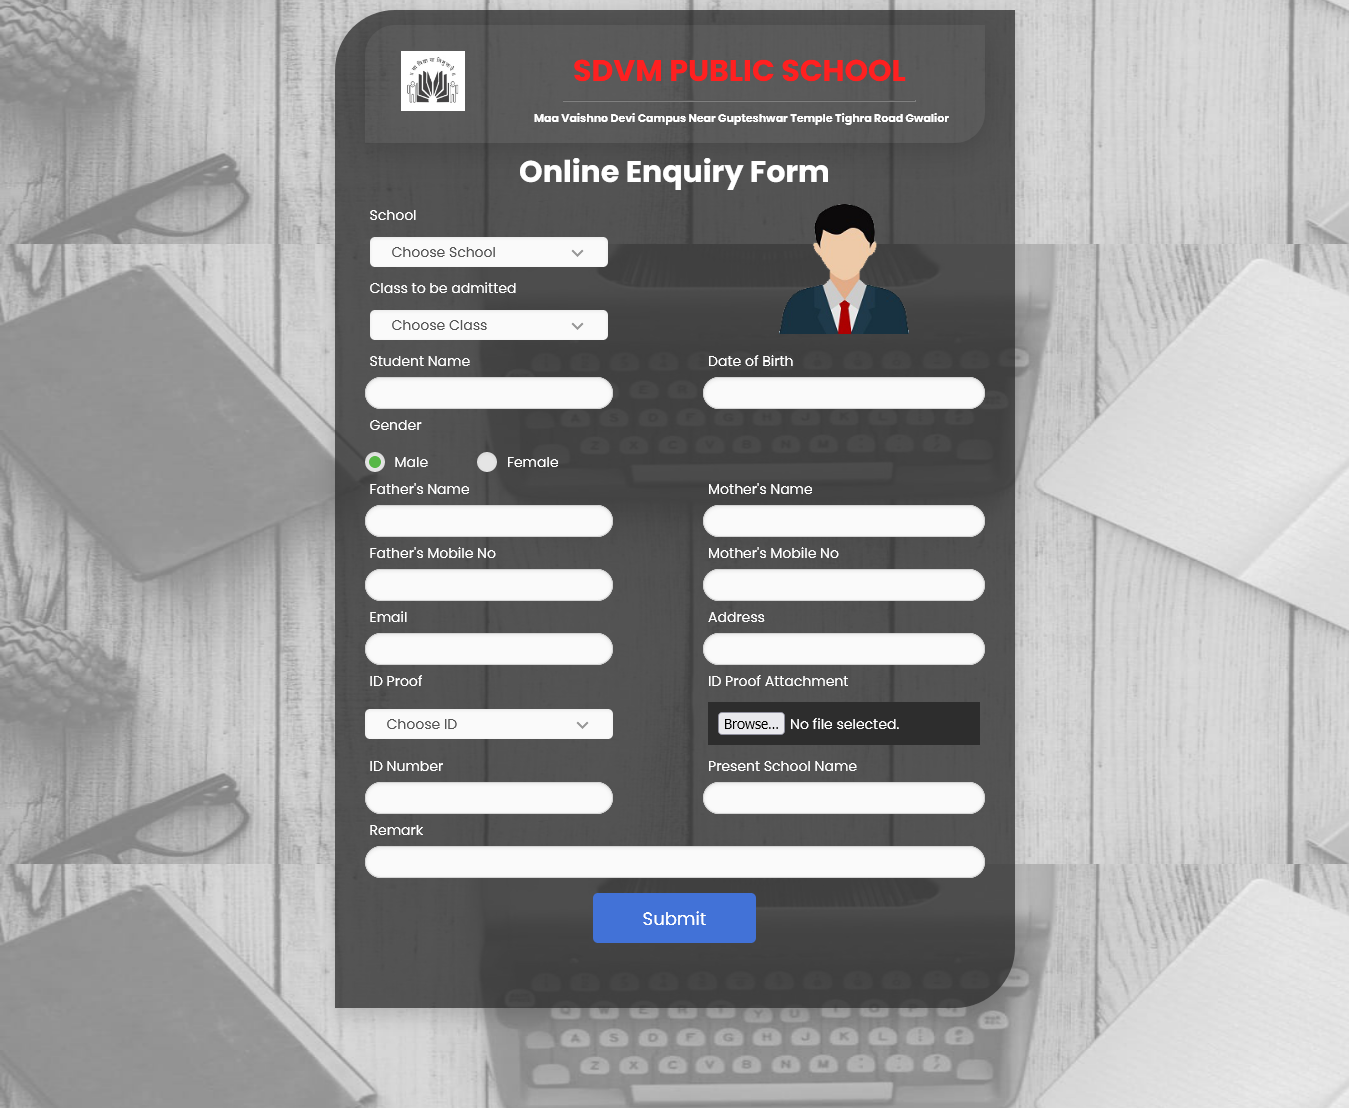 SDVM PUBLIC SCHOOL
Maa Vaishno Devi Campus Near Gupteshwar Temple Tighra Road Gwalior
Online Enquiry Form
School
Choose School
Class to be admitted
Choose Class
Student Name Date of Birth
Gender
Male Female
Father's Name Mother's Name
Father's Mobile No Mother's Mobile No
Email Address
ID Proof ID Proof Attachment
Choose ID Browse... No file selected.
ID Number Present School Name
Remark
Submit